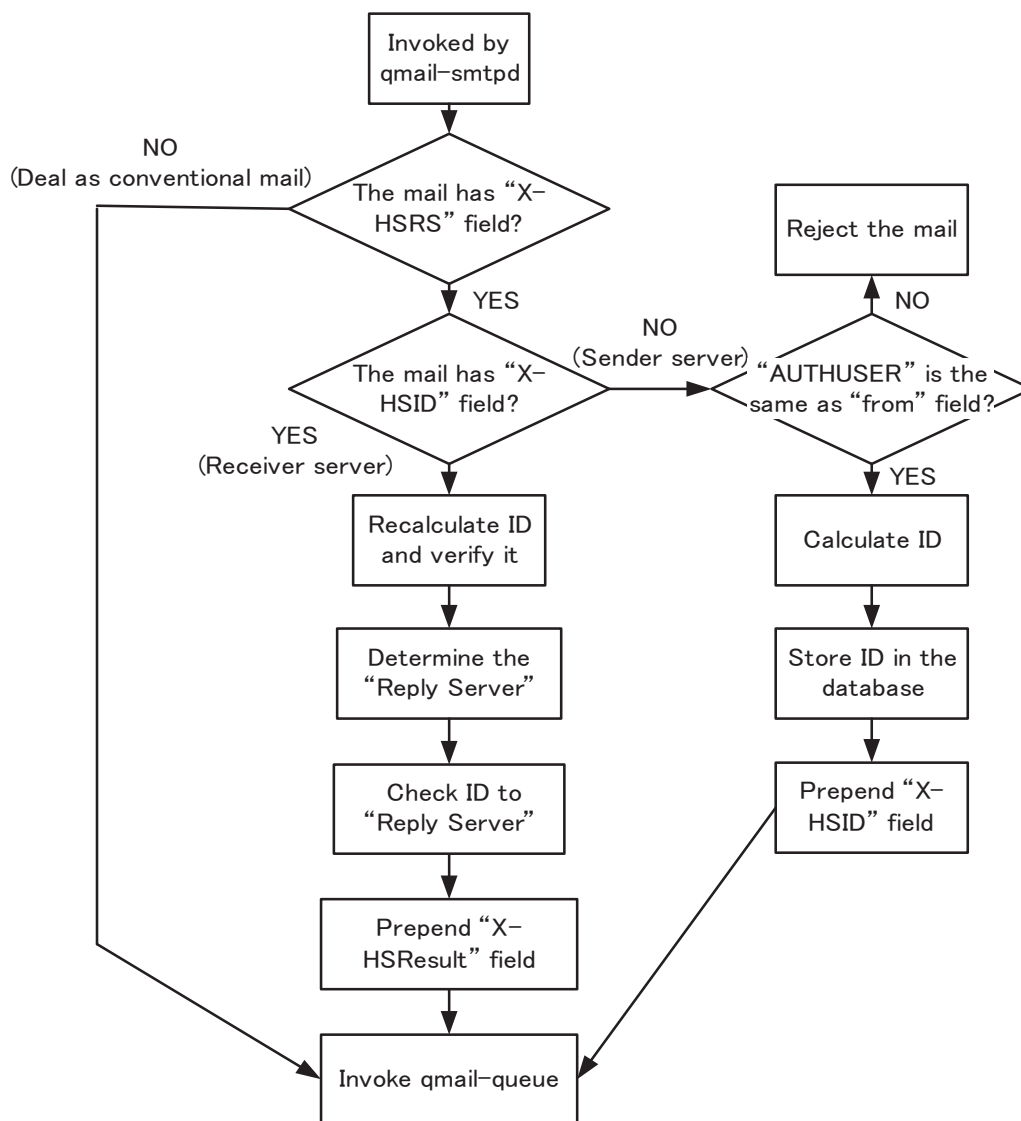 Invoked by
qmail-smtpd
NO
(Deal as conventional mail)
The mail has “X-
HSRS” field?
YES
Reject the mail
NO
The mail has “X-
HSID” field?
NO
(Sender server)
“AUTHUSER” is the
same as “from” field?
YES
(Receiver server)
YES
Recalculate ID
and verify it
Calculate ID
Determine the
“Reply Server”
Store ID in the
database
Check ID to
“Reply Server”
Prepend “X-
HSID” field
Prepend “X-
HSResult” field
Invoke qmail-queue